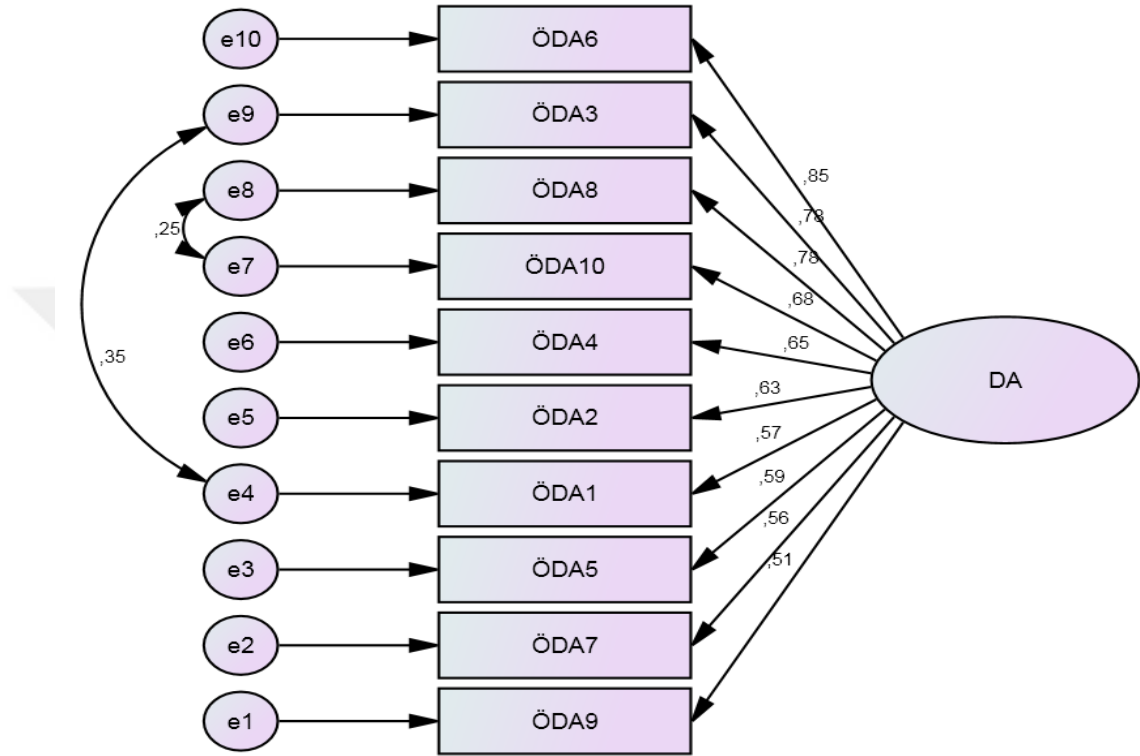 e10 ÖDA6
e9 ÖDA3
,85
e8 ÖDA8
,78
,25
,78
e7 ÖDA10
,68
e6 ÖDA4
,65
,35
DA
,63
e5 ÖDA2
,57
e4 ÖDA1
,59
,56
e3 ÖDA5
,51
e2 ÖDA7
e1 ÖDA9